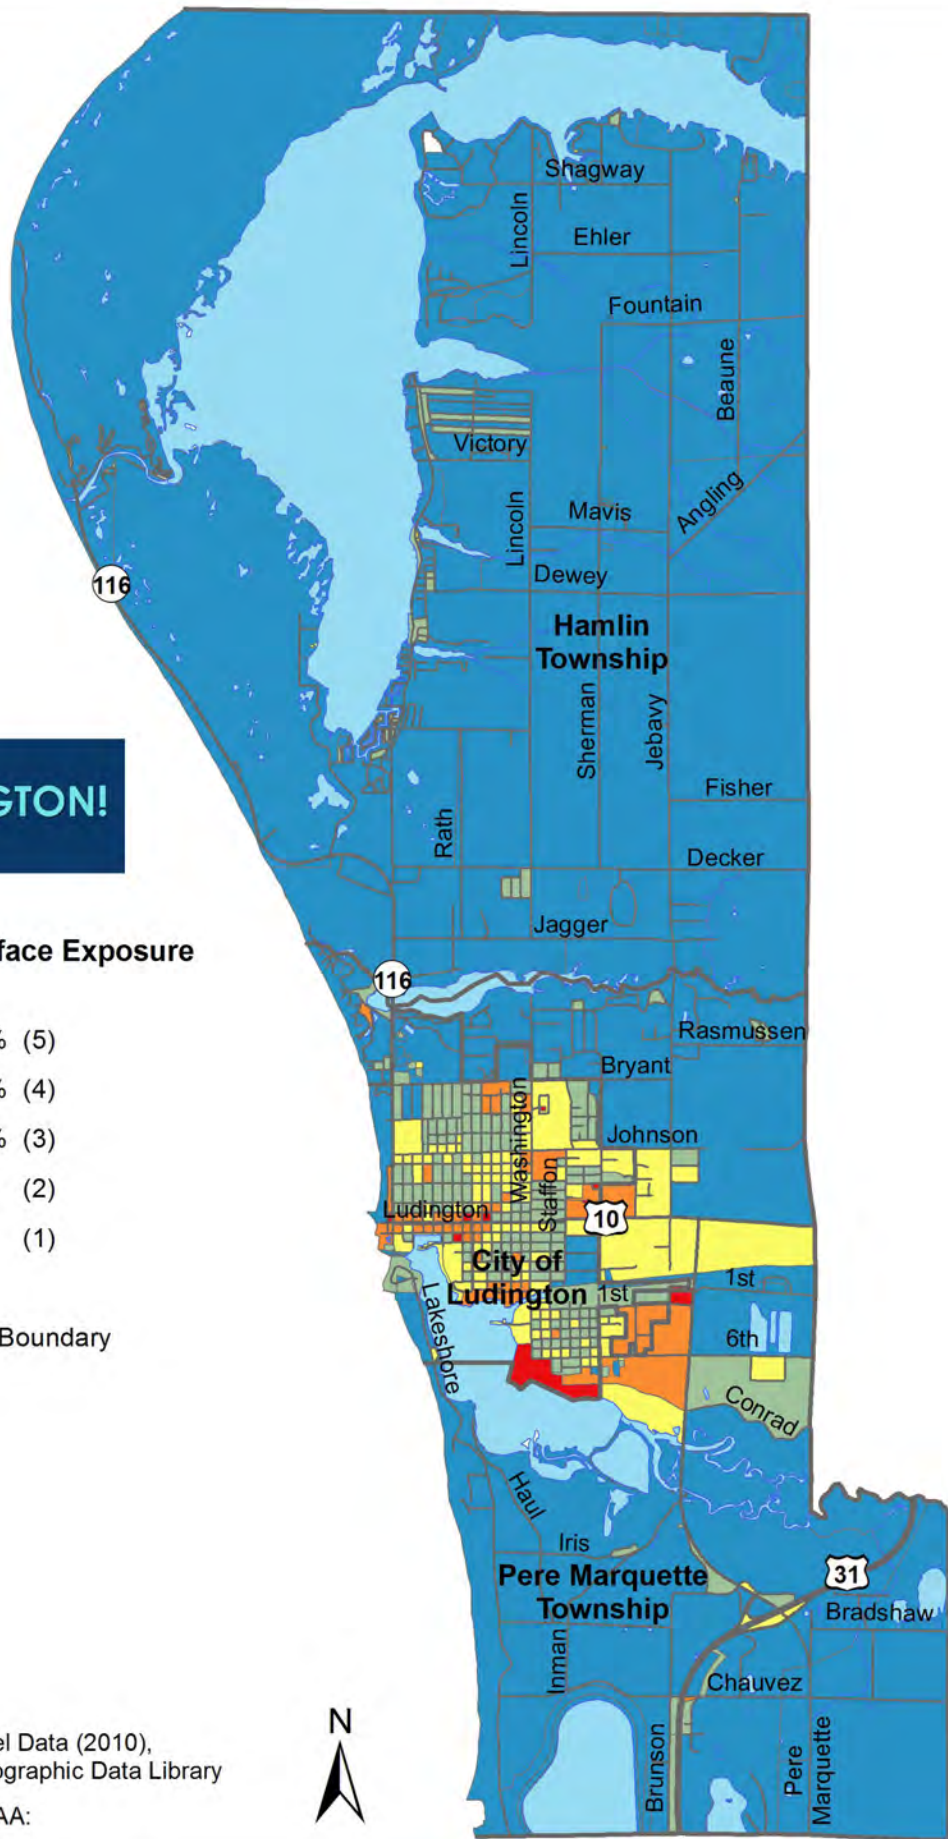 Shagway
Lincoln
Ehler
Fountain
Beaune
Victory
Angling
Lincoln
Mavis
116
Dewey
Hamlin
Township
Sherman
Jebavy
GTON!
Fisher
Rath
Decker
Jagger
face Exposure
116
Rasmussen
% (5)
Bryant
% (4)
Washington
Johnson
% (3)
Staffon
(2)
Ludington
10
(1)
City of
Ludington
1st
1st
Lakeshore
6th
Boundary
Conrad
Haul
Iris
31
Pere Marquette
Township
Bradshaw
Inman
Chauvez
N
Brunson
Pere
Marquette
el Data (2010),
ographic Data Library
AA: